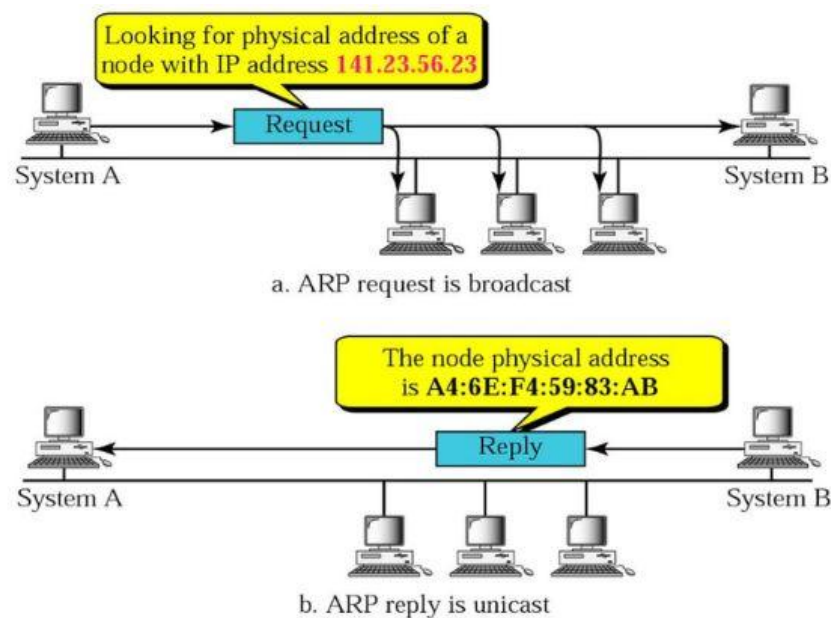 Looking for physical address of a
node with IP address 141.23.56.23
Request
System A
System B
a. ARP request is broadcast
The node physical address
is A4:6E:F4:59:83:AB
Reply
System A
System B
b. ARP reply is unicast